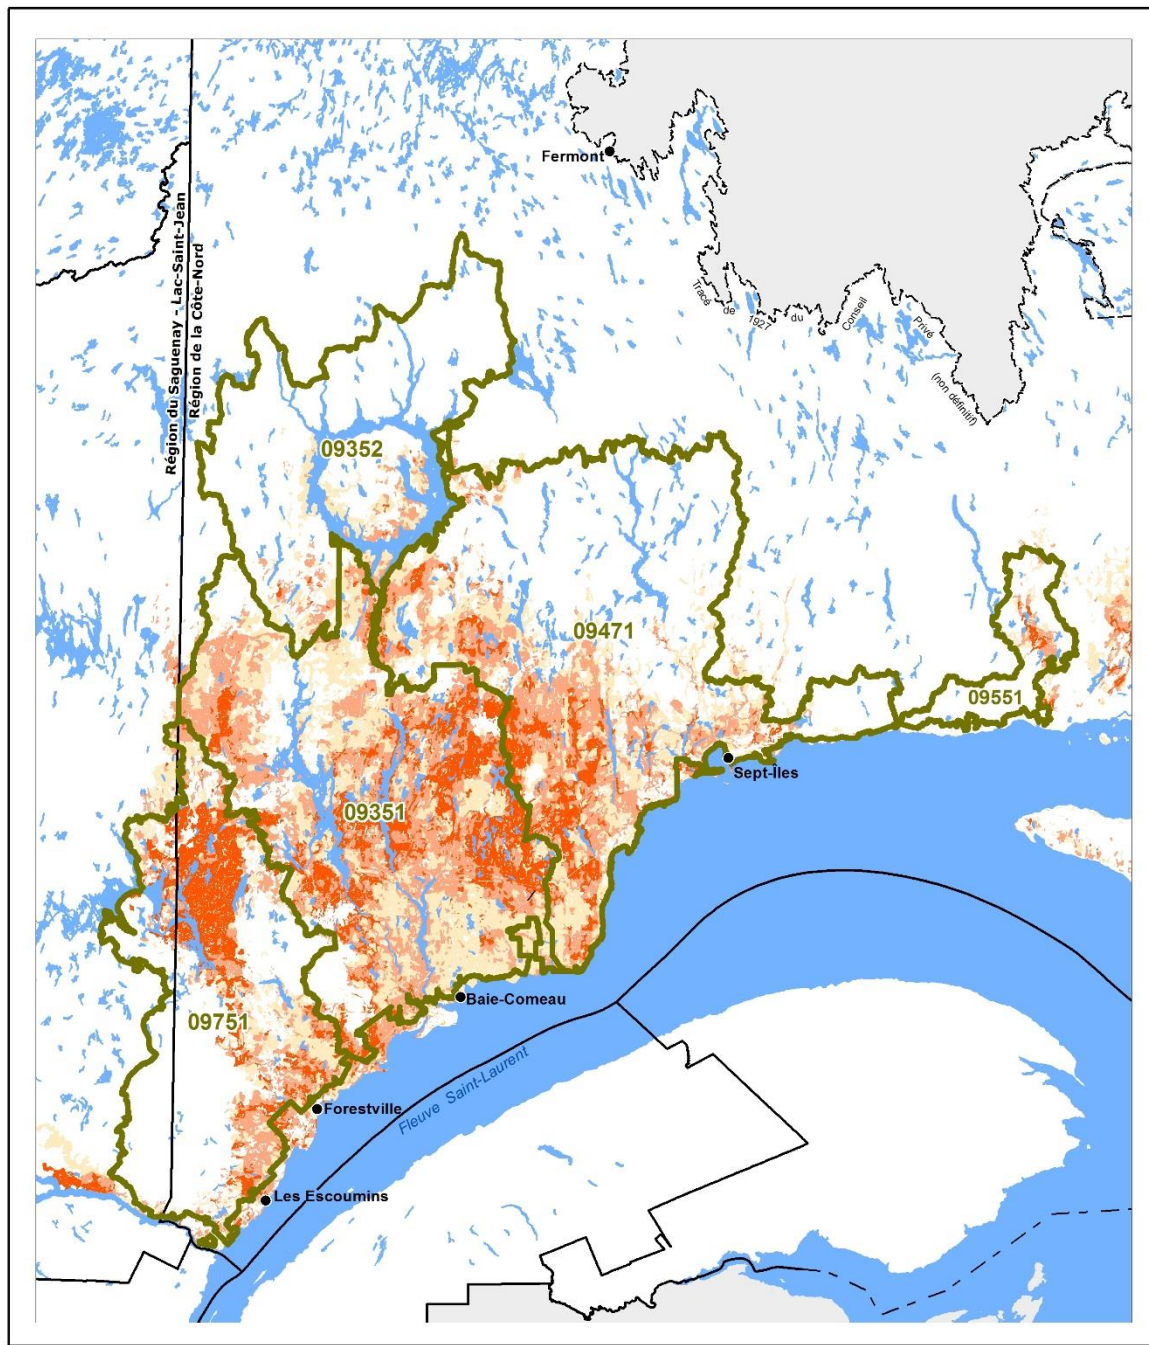 Fermont
Région du Saguenay - Lac-Saint-Jean
Région de la Côte-Nord
Tracé de 1927 du Conseil Privé (non définitif)
09352
09471
09551
Sept-Îles
09351
Baie-Comeau
09751
Fleuve Saint-Laurent
Forestville
Les Escoumins